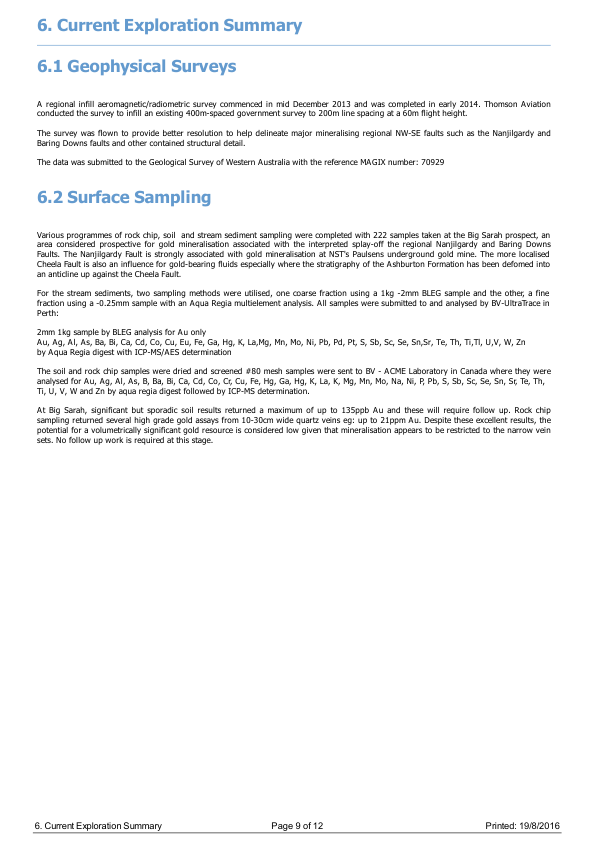 6. Current Exploration Summary
6.1 Geophysical Surveys
A regional infill aeromagnetic/radiometric survey commenced in mid December 2013 and was completed in early 2014. Thomson Aviation
conducted the survey to infill an existing 400m-spaced government survey to 200m line spacing at a 60m flight height.
The survey was flown to provide better resolution to help delineate major mineralising regional NW-SE faults such as the Nanjilgardy and
Baring Downs faults and other contained structural detail.
The data was submitted to the Geological Survey of Western Australia with the reference MAGIX number: 70929
6.2 Surface Sampling
Various programmes of rock chip, soil and stream sediment sampling were completed with 222 samples taken at the Big Sarah prospect, an
area considered prospective for gold mineralisation associated with the interpreted splay-off the regional Nanjilgardy and Baring Downs
Faults. The Nanjilgardy Fault is strongly associated with gold mineralisation at NST's Paulsens underground gold mine. The more localised
Cheela Fault is also an influence for gold-bearing fluids especially where the stratigraphy of the Ashburton Formation has been defomed into
an anticline up against the Cheela Fault.
For the stream sediments, two sampling methods were utilised, one coarse fraction using a 1kg -2mm BLEG sample and the other, a fine
fraction using a -0.25mm sample with an Aqua Regia multielement analysis. All samples were submitted to and analysed by BV-UltraTrace in
Perth:
2mm 1kg sample by BLEG analysis for Au only
Au, Ag, Al, As, Ba, Bi, Ca, Cd, Co, Cu, Eu, Fe, Ga, Hg, K, La,Mg, Mn, Mo, Ni, Pb, Pd, Pt, S, Sb, Sc, Se, Sn,Sr, Te, Th, Ti,Tl, U,V, W, Zn
by Aqua Regia digest with ICP-MS/AES determination
The soil and rock chip samples were dried and screened #80 mesh samples were sent to BV - ACME Laboratory in Canada where they were
analysed for Au, Ag, Al, As, B, Ba, Bi, Ca, Cd, Co, Cr, Cu, Fe, Hg, Ga, Hg, K, La, K, Mg, Mn, Mo, Na, Ni, P, Pb, S, Sb, Sc, Se, Sn, Sr, Te, Th,
Ti, U, V, W and Zn by aqua regia digest followed by ICP-MS determination.
At Big Sarah, significant but sporadic soil results returned a maximum of up to 135ppb Au and these will require follow up. Rock chip
sampling returned several high grade gold assays from 10-30cm wide quartz veins eg: up to 21ppm Au. Despite these excellent results, the
potential for a volumetrically significant gold resource is considered low given that mineralisation appears to be restricted to the narrow vein
sets. No follow up work is required at this stage.
6. Current Exploration Summary Page 9 of 12 Printed: 19/8/2016